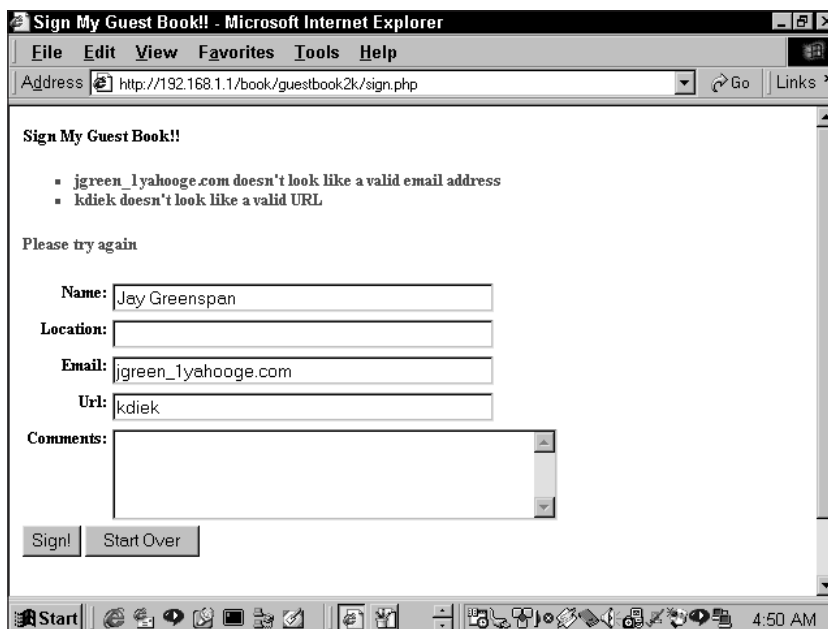 Sign My Guest Book!! - Microsoft Internet Explorer
File Edit View Favorites Tools Help
Address http://192.168.1.1/book/guestbook2k/sign.php Go Links
Sign My Guest Book!!
jgreen_1yahooge.com doesn't look like a valid email address
kdiek doesn't look like a valid URL
Please try again
Name: Jay Greenspan
Location:
Email: jgreen_1yahooge.com
Url: kdiek
Comments:
Sign! Start Over
Start 4:50 AM